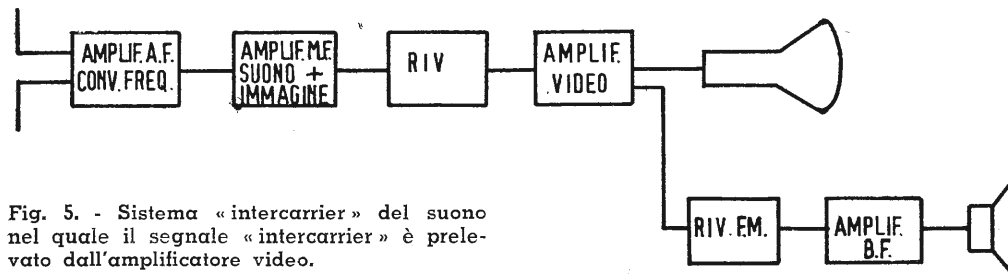 AMPLIF. A.F.
CONV. FREQ.
AMPLIF. M.F.
SUONO +
IMMAGINE
RIV
AMPLIF.
VIDEO
RIV. F.M.
AMPLIF.
B.F.
Fig. 5. - Sistema « intercarrier » del suono
nel quale il segnale « intercarrier » è prele-
vato dall'amplificatore video.